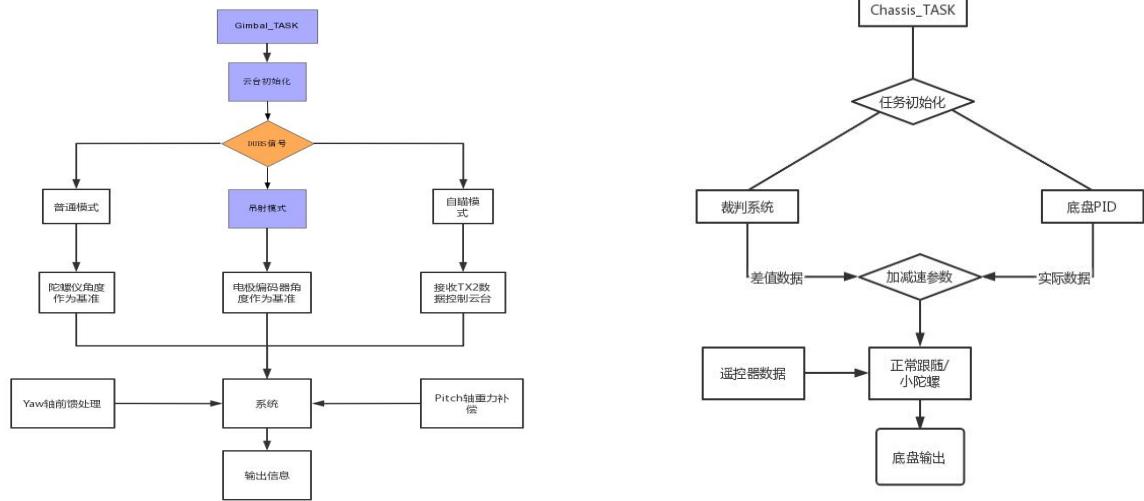 Gimbal_TASK
云台初始化
DUBS信号
普通模式
吊射模式
自瞄模
式
陀螺仪角度
作为基准
电极编码器角
度作为基准
接收TX2数
据控制云台
Yaw轴前馈处理
系统
Pitch轴重力补
偿
输出信息
Chassis_TASK
任务初始化
裁判系统
底盘PID
差值数据
加减速参数
实际数据
遥控器数据
正常跟随/
小陀螺
底盘输出